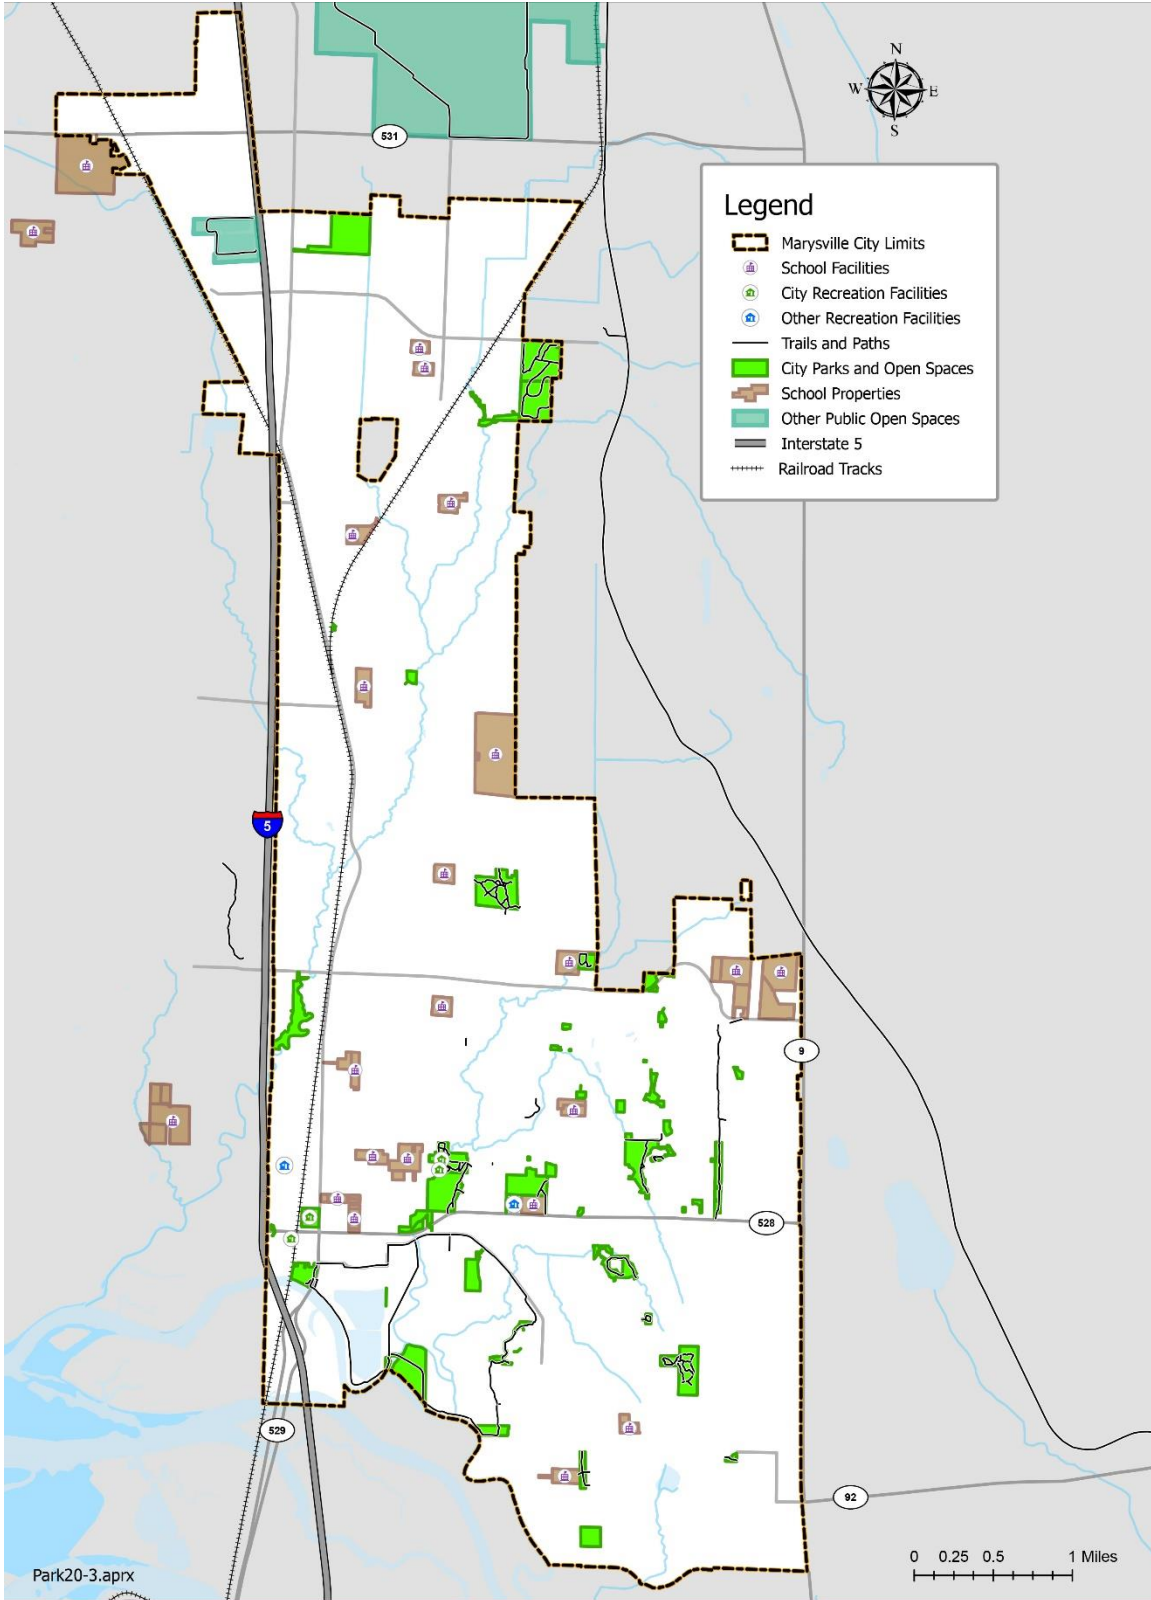 N
W E
S
531
Legend
Marysville City Limits
School Facilities
City Recreation Facilities
Other Recreation Facilities
Trails and Paths
City Parks and Open Spaces
School Properties
Other Public Open Spaces
Interstate 5
Railroad Tracks
5
9
528
529
92
0 0.25 0.5 1 Miles
Park20-3.aprx